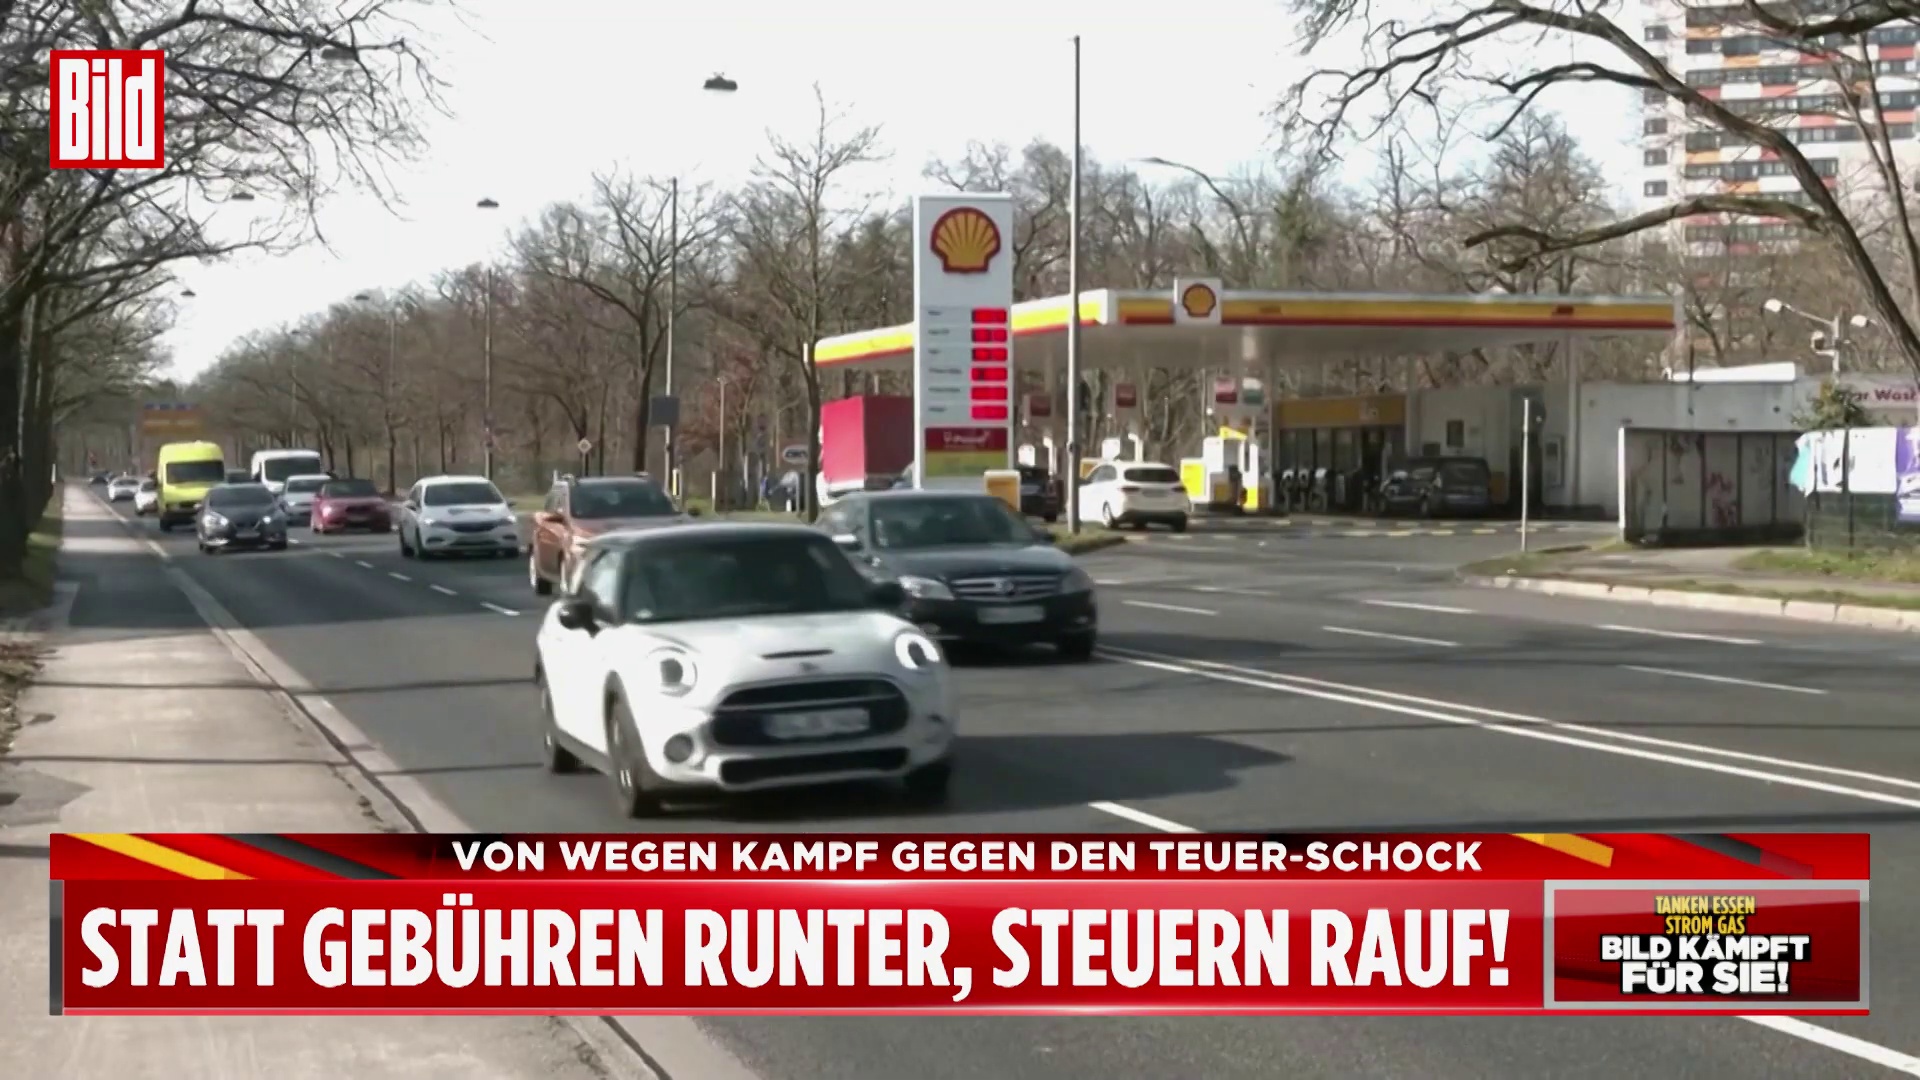 Bild
VON WEGEN KAMPF GEGEN DEN TEUER-SCHOCK
STATT GEBÜHREN RUNTER, STEUERN RAUF!
TANKEN ESSEN
STROM GAS
BILD KÄMPFT
FÜR SIE!